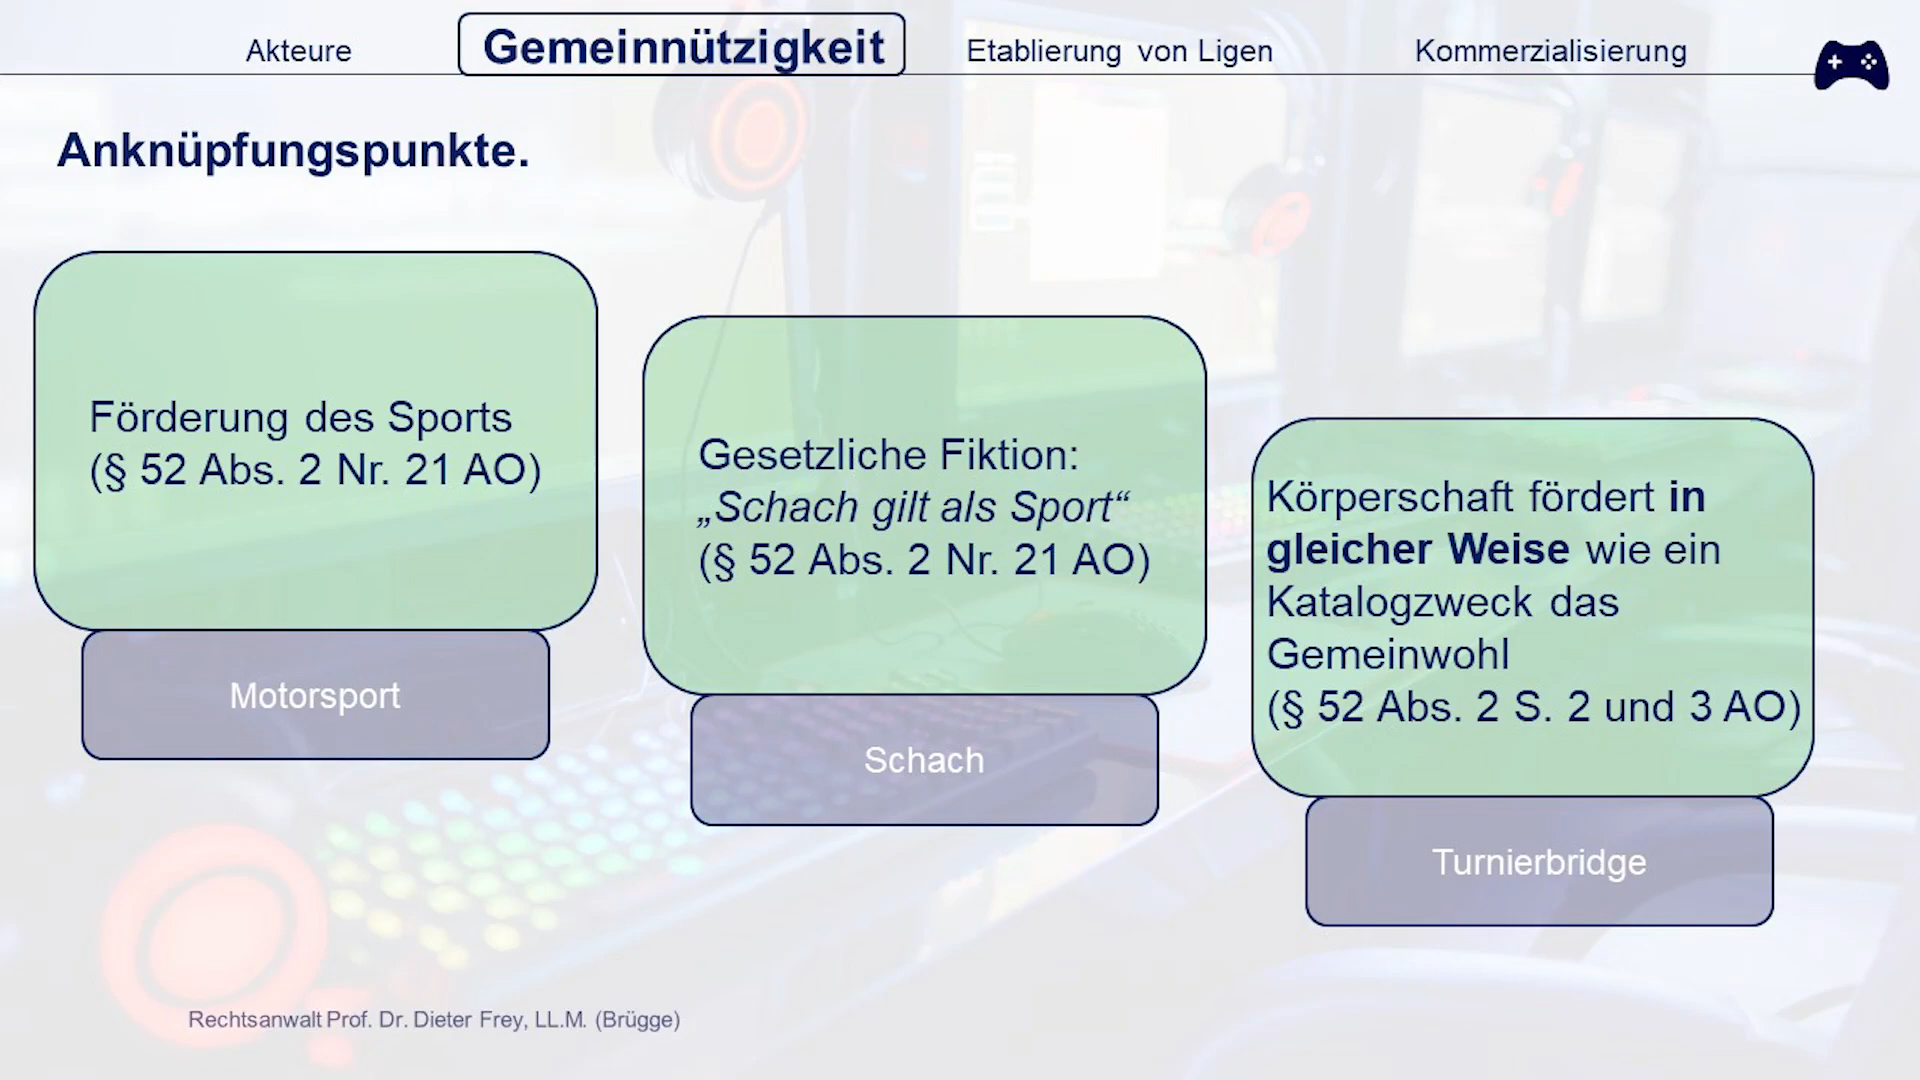 Akteure
Gemeinnützigkeit
Etablierung von Ligen
Kommerzialisierung
Anknüpfungspunkte.
Förderung des Sports
(§ 52 Abs. 2 Nr. 21 AO)
Motorsport
Gesetzliche Fiktion:
„Schach gilt als Sport“
(§ 52 Abs. 2 Nr. 21 AO)
Schach
Körperschaft fördert in
gleicher Weise wie ein
Katalogzweck das
Gemeinwohl
(§ 52 Abs. 2 S. 2 und 3 AO)
Turnierbridge
Rechtsanwalt Prof. Dr. Dieter Frey, LL.M. (Brügge)